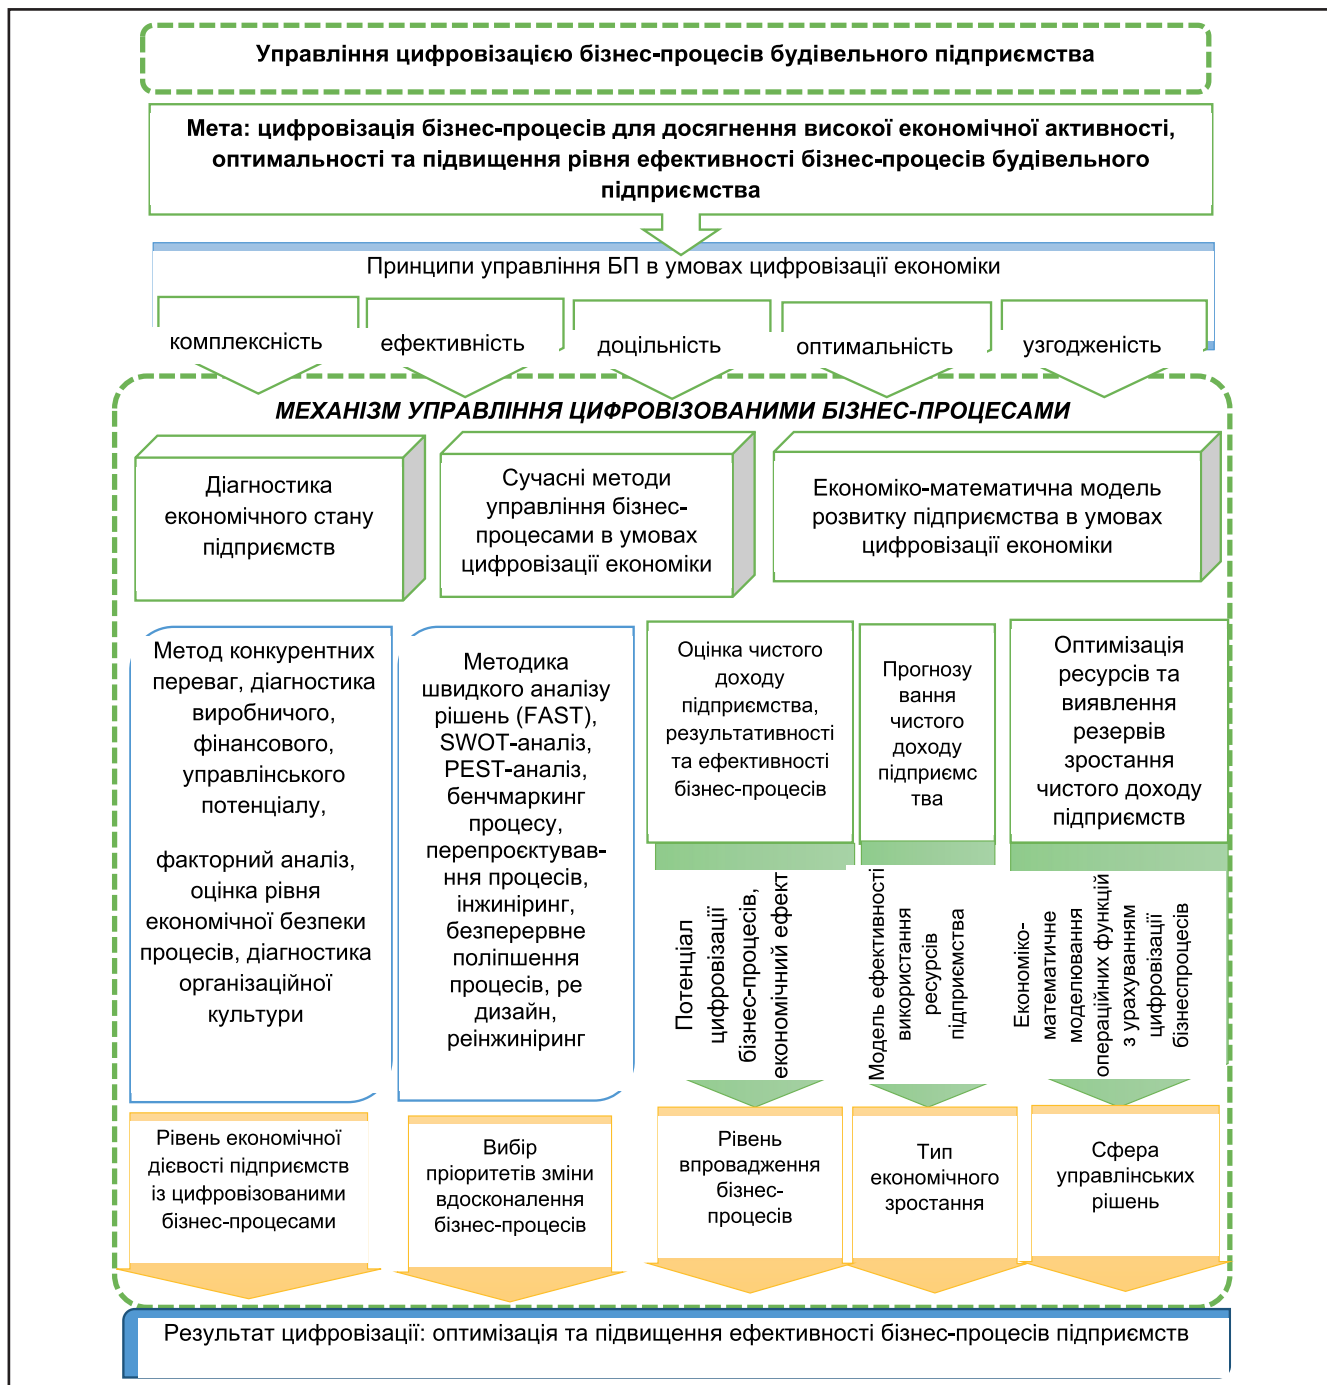 Управління цифровізацією бізнес-процесів будівельного підприємства
Мета: цифровізація бізнес-процесів для досягнення високої економічної активності,
оптимальності та підвищення рівня ефективності бізнес-процесів будівельного
підприємства
Принципи управління БП в умовах цифровізації економіки
комплексність
ефективність
доцільність
оптимальність
узгодженість
МЕХАНІЗМ УПРАВЛІННЯ ЦИФРОВІЗОВАНИМИ БІЗНЕС-ПРОЦЕСАМИ
Діагностика
економічного стану
підприємств
Сучасні методи
управління бізнес-
процесами в умовах
цифровізації економіки
Економіко-математична модель
розвитку підприємства в умовах
цифровізації економіки
Метод конкурентних
переваг, діагностика
виробничого,
фінансового,
управлінського
потенціалу,
факторний аналіз,
оцінка рівня
економічної безпеки
процесів, діагностика
організаційної
культури
Методика
швидкого аналізу
рішень (FAST),
SWOT-аналіз,
PEST-аналіз,
бенчмаркинг
процесу,
перепроєктував-
ння процесів,
інжиніринг,
безперервне
поліпшення
процесів, ре
дизайн,
реінжиніринг
Оцінка чистого
доходу
підприємства,
результативності
та ефективності
бізнес-процесів
Прогнозу
вання
чистого
доходу
підприємс
тва
Оптимізація
ресурсів та
виявлення
резервів
зростання
чистого доходу
підприємств
Потенціал
цифровізації
бізнес-процесів,
економічний ефект
Модель ефективності
використання
ресурсів
підприємства
Економіко-
математичне
моделювання
операційних функцій
з урахуванням
цифровізації
бізнеспроцесів
Рівень економічної
дієвості підприємств
із цифровізованими
бізнес-процесами
Вибір
пріоритетів зміни
вдосконалення
бізнес-процесів
Рівень
впровадження
бізнес-
процесів
Тип
економічного
зростання
Сфера
управлінських
рішень
Результат цифровізації: оптимізація та підвищення ефективності бізнес-процесів підприємств